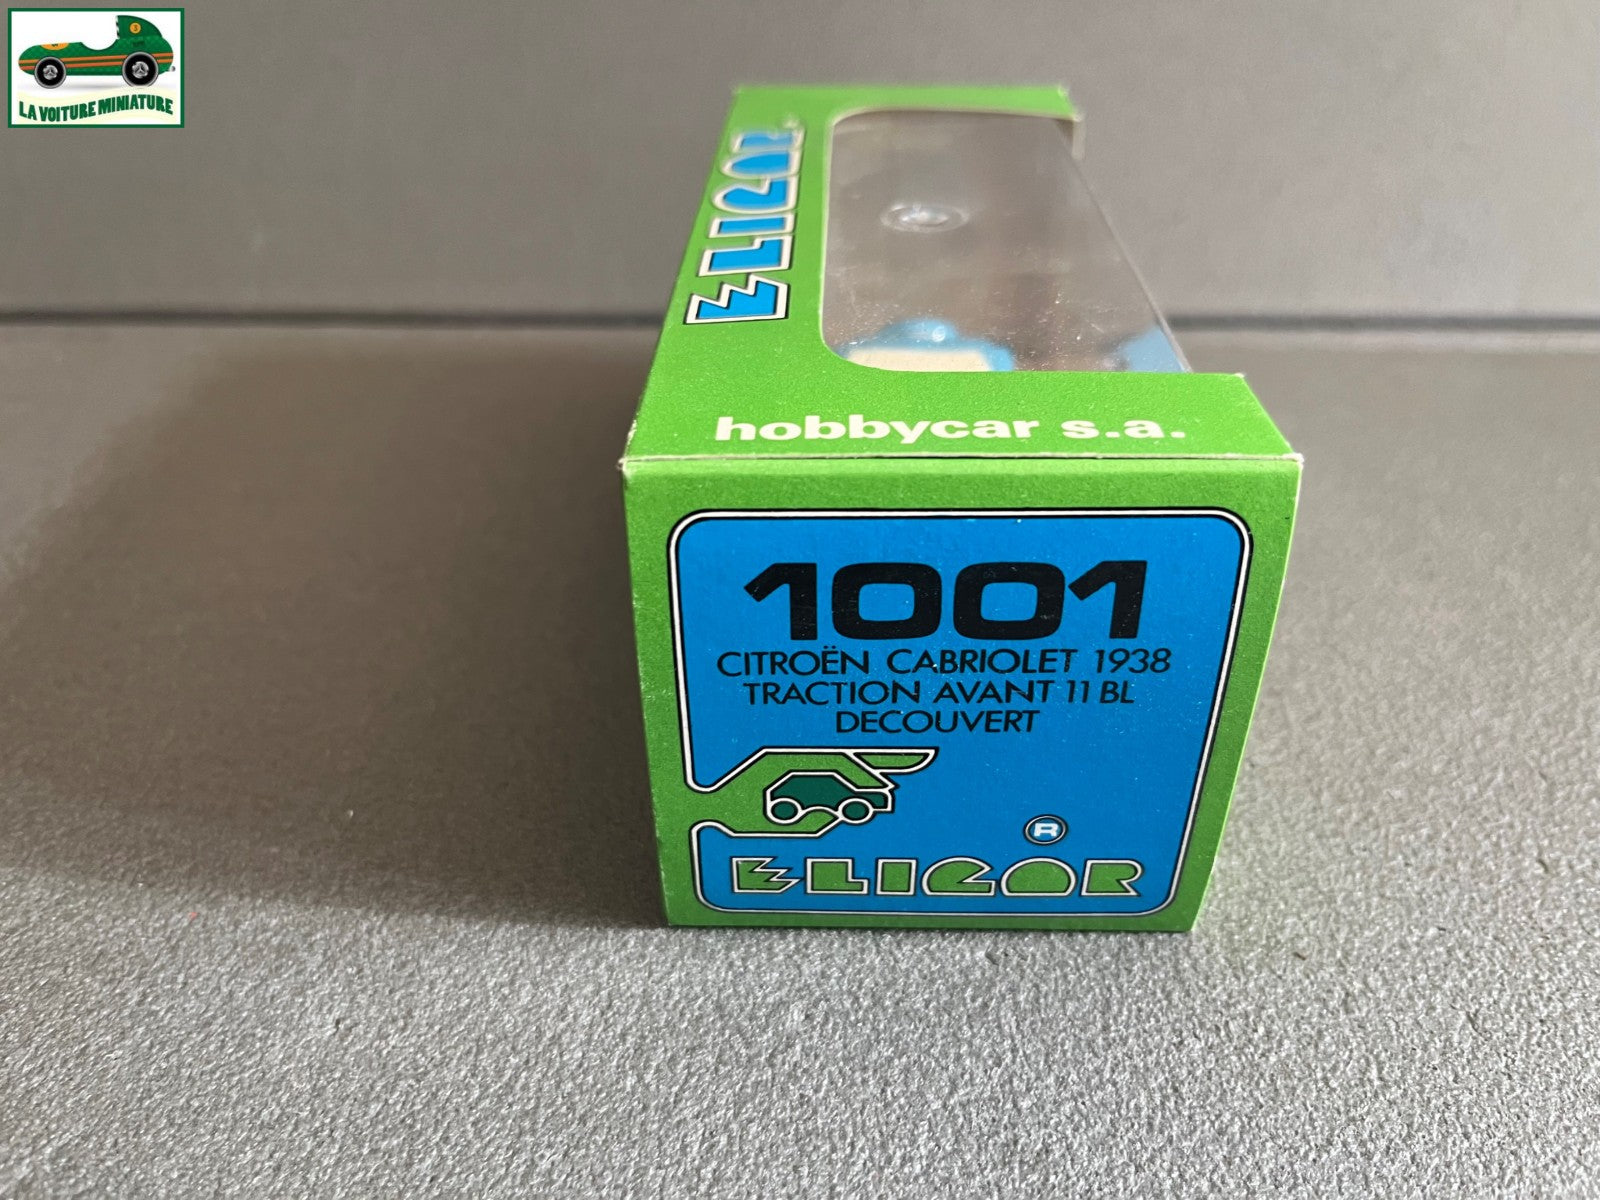 LA VOITURE MINIATURE
ELIGOR
hobbycar s.a.
1001
CITROËN CABRIOLET 1938
TRACTION AVANT 11 BL
DECOUVERT
R
ELIGOR